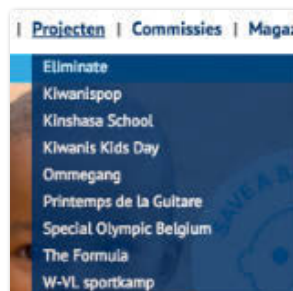 | Projecten | Commissies | Magaz
Eliminate
Kiwanispop
Kinshasa School
Kiwanis Kids Day
Ommegang
Printemps de la Guitare
Special Olympic Belgium
The Formula
W-Vl. sportkamp
SAVE A B